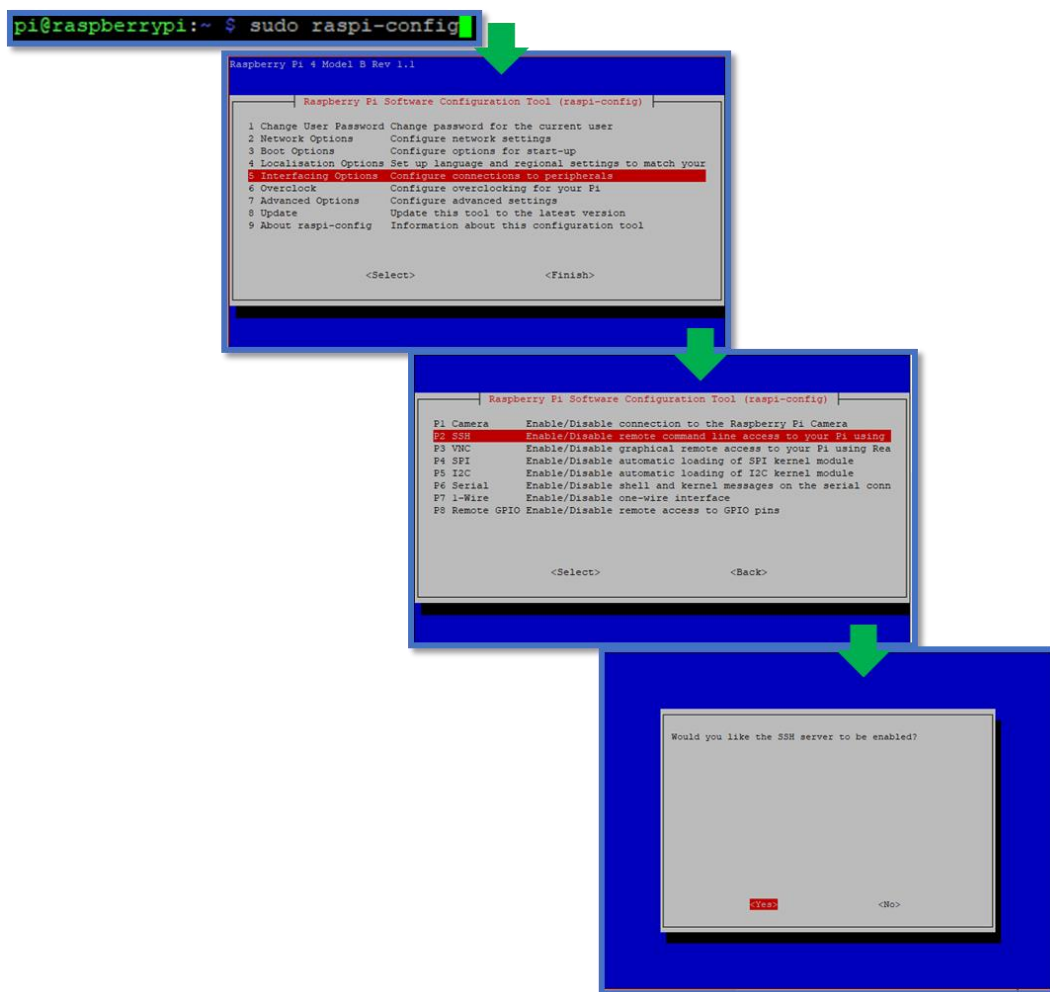 pi@raspberrypi:~ $ sudo raspi-config
Raspberry Pi 4 Model B Rev 1.1
Raspberry Pi Software Configuration Tool (raspi-config)
1 Change User Password Change password for the current user
2 Network Options Configure network settings
3 Boot Options Configure options for start-up
4 Localisation Options Set up language and regional settings to match your
5 Interfacing Options Configure connections to peripherals
6 Overclock Configure overclocking for your Pi
7 Advanced Options Configure advanced settings
8 Update Update this tool to the latest version
9 About raspi-config Information about this configuration tool
<Select> <Finish>
Raspberry Pi Software Configuration Tool (raspi-config)
P1 Camera Enable/Disable connection to the Raspberry Pi Camera
P2 SSH Enable/Disable remote command line access to your Pi using
P3 VNC Enable/Disable graphical remote access to your Pi using Rea
P4 SPI Enable/Disable automatic loading of SPI kernel module
P5 I2C Enable/Disable automatic loading of I2C kernel module
P6 Serial Enable/Disable shell and kernel messages on the serial conn
P7 1-Wire Enable/Disable one-wire interface
P8 Remote GPIO Enable/Disable remote access to GPIO pins
<Select> <Back>
Would you like the SSH server to be enabled?
<Yes> <No>